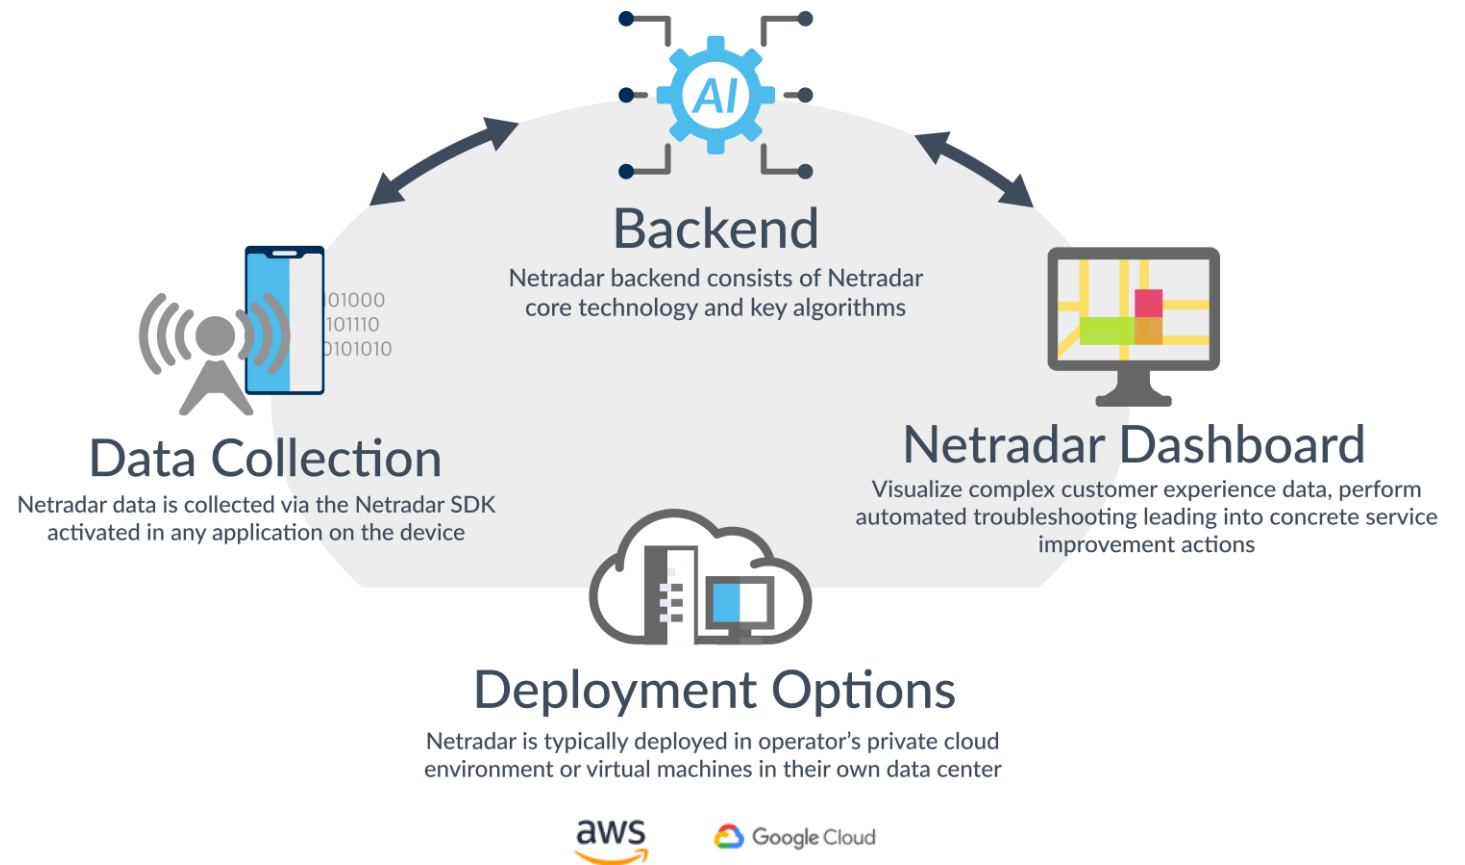 AI
Backend
Netradar backend consists of Netradar
core technology and key algorithms
01000
101110
0101010
Data Collection
Netradar data is collected via the Netradar SDK
activated in any application on the device
Netradar Dashboard
Visualize complex customer experience data, perform
automated troubleshooting leading into concrete service
improvement actions
Deployment Options
Netradar is typically deployed in operator’s private cloud
environment or virtual machines in their own data center
aws
Google Cloud